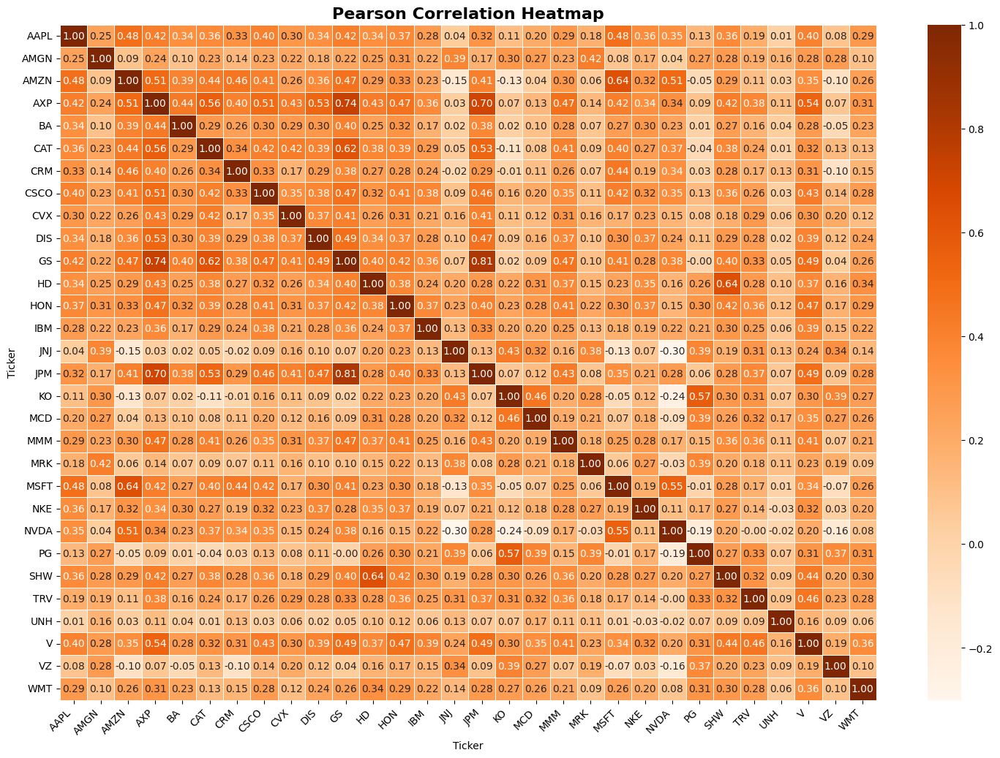 Pearson Correlation Heatmap
AAPL 1.00 0.25 0.48 0.42 0.34 0.36 0.33 0.40 0.30 0.34 0.42 0.34 0.37 0.28 0.04 0.32 0.11 0.20 0.29 0.18 0.48 0.36 0.35 0.13 0.36 0.19 0.01 0.40 0.08 0.29
AMGN 0.25 1.00 0.09 0.24 0.10 0.23 0.14 0.23 0.22 0.18 0.22 0.25 0.31 0.22 0.39 0.17 0.30 0.27 0.23 0.42 0.08 0.17 0.04 0.27 0.28 0.19 0.16 0.28 0.28 0.10
AMZN 0.48 0.09 1.00 0.51 0.39 0.44 0.46 0.41 0.26 0.36 0.47 0.29 0.33 0.23 -0.15 0.41 -0.13 0.04 0.30 0.06 0.64 0.32 0.51 -0.05 0.29 0.11 0.03 0.35 -0.10 0.26
AXP 0.42 0.24 0.51 1.00 0.44 0.56 0.40 0.51 0.43 0.53 0.74 0.43 0.47 0.36 0.03 0.70 0.07 0.13 0.47 0.14 0.42 0.34 0.34 0.09 0.42 0.38 0.11 0.54 0.07 0.31
BA 0.34 0.10 0.39 0.44 1.00 0.29 0.26 0.30 0.29 0.30 0.40 0.25 0.32 0.17 0.02 0.38 0.02 0.10 0.28 0.07 0.27 0.30 0.23 0.01 0.27 0.16 0.04 0.28 -0.05 0.23
CAT 0.36 0.23 0.44 0.56 0.29 1.00 0.34 0.42 0.42 0.39 0.62 0.38 0.39 0.29 0.05 0.53 -0.11 0.08 0.41 0.09 0.40 0.27 0.37 -0.04 0.38 0.24 0.01 0.32 0.13 0.13
CRM 0.33 0.14 0.46 0.40 0.26 0.34 1.00 0.33 0.17 0.29 0.38 0.27 0.28 0.24 -0.02 0.29 -0.01 0.11 0.26 0.07 0.44 0.19 0.34 0.03 0.28 0.17 0.13 0.31 -0.10 0.15
CSCO 0.40 0.23 0.41 0.51 0.30 0.42 0.33 1.00 0.35 0.38 0.47 0.32 0.41 0.38 0.09 0.46 0.16 0.20 0.35 0.11 0.42 0.32 0.35 0.13 0.36 0.26 0.03 0.43 0.14 0.28
CVX 0.30 0.22 0.26 0.43 0.29 0.42 0.17 0.35 1.00 0.37 0.41 0.26 0.31 0.21 0.16 0.41 0.11 0.12 0.31 0.16 0.17 0.23 0.15 0.08 0.18 0.29 0.06 0.30 0.20 0.12
DIS 0.34 0.18 0.36 0.53 0.30 0.39 0.29 0.38 0.37 1.00 0.49 0.34 0.37 0.28 0.10 0.47 0.09 0.16 0.37 0.10 0.30 0.37 0.24 0.11 0.29 0.28 0.02 0.39 0.12 0.24
GS 0.42 0.22 0.47 0.74 0.40 0.62 0.38 0.47 0.41 0.49 1.00 0.40 0.42 0.36 0.07 0.81 0.02 0.09 0.47 0.10 0.41 0.28 0.38 -0.00 0.40 0.33 0.05 0.49 0.04 0.26
HD 0.34 0.25 0.29 0.43 0.25 0.38 0.27 0.32 0.26 0.34 0.40 1.00 0.38 0.24 0.20 0.28 0.22 0.31 0.37 0.15 0.23 0.35 0.16 0.26 0.64 0.28 0.10 0.37 0.16 0.34
HON 0.37 0.31 0.33 0.47 0.32 0.39 0.28 0.41 0.31 0.37 0.42 0.38 1.00 0.37 0.23 0.40 0.23 0.28 0.41 0.22 0.30 0.37 0.15 0.30 0.42 0.36 0.12 0.47 0.17 0.29
IBM 0.28 0.22 0.23 0.36 0.17 0.29 0.24 0.38 0.21 0.28 0.36 0.24 0.37 1.00 0.13 0.33 0.20 0.20 0.25 0.13 0.18 0.19 0.22 0.21 0.30 0.25 0.06 0.39 0.15 0.22
JNJ 0.04 0.39 -0.15 0.03 0.02 0.05 -0.02 0.09 0.16 0.10 0.07 0.20 0.23 0.13 1.00 0.13 0.43 0.32 0.16 0.38 -0.13 0.07 -0.30 0.39 0.19 0.31 0.13 0.24 0.34 0.14
JPM 0.32 0.17 0.41 0.70 0.38 0.53 0.29 0.46 0.41 0.47 0.81 0.28 0.40 0.33 0.13 1.00 0.07 0.12 0.43 0.08 0.35 0.21 0.28 0.06 0.28 0.37 0.07 0.49 0.09 0.28
KO 0.11 0.30 -0.13 0.07 0.02 -0.11 -0.01 0.16 0.11 0.09 0.02 0.22 0.23 0.20 0.43 0.07 1.00 0.46 0.20 0.28 -0.05 0.12 -0.24 0.57 0.30 0.31 0.07 0.30 0.39 0.27
MCD 0.20 0.27 0.04 0.13 0.10 0.08 0.11 0.20 0.12 0.16 0.09 0.31 0.28 0.20 0.32 0.12 0.46 1.00 0.19 0.21 0.07 0.18 -0.09 0.39 0.26 0.32 0.17 0.35 0.27 0.26
MMM 0.29 0.23 0.30 0.47 0.28 0.41 0.26 0.35 0.31 0.37 0.47 0.37 0.41 0.25 0.16 0.43 0.20 0.19 1.00 0.18 0.25 0.28 0.17 0.15 0.36 0.36 0.11 0.41 0.07 0.21
MRK 0.18 0.42 0.06 0.14 0.07 0.09 0.07 0.11 0.16 0.10 0.10 0.15 0.22 0.13 0.38 0.08 0.28 0.21 0.18 1.00 0.06 0.27 -0.03 0.39 0.20 0.18 0.11 0.23 0.19 0.09
MSFT 0.48 0.08 0.64 0.42 0.27 0.40 0.44 0.42 0.17 0.30 0.41 0.23 0.30 0.18 -0.13 0.35 -0.05 0.07 0.25 0.06 1.00 0.19 0.55 -0.01 0.28 0.17 0.01 0.34 -0.07 0.26
NKE 0.36 0.17 0.32 0.34 0.30 0.27 0.19 0.32 0.23 0.37 0.28 0.35 0.37 0.19 0.07 0.21 0.12 0.18 0.28 0.27 0.19 1.00 0.11 0.17 0.27 0.14 -0.03 0.32 0.03 0.20
NVDA 0.35 0.04 0.51 0.34 0.23 0.37 0.34 0.35 0.15 0.24 0.38 0.16 0.15 0.22 -0.30 0.28 -0.24 -0.09 0.17 -0.03 0.55 0.11 1.00 -0.19 0.20 -0.00 -0.02 0.20 -0.16 0.08
PG 0.13 0.27 -0.05 0.09 0.01 -0.04 0.03 0.13 0.08 0.11 -0.00 0.26 0.30 0.21 0.39 0.06 0.57 0.39 0.15 0.39 -0.01 0.17 -0.19 1.00 0.27 0.33 0.07 0.31 0.37 0.31
SHW 0.36 0.28 0.29 0.42 0.27 0.38 0.28 0.36 0.18 0.29 0.40 0.64 0.42 0.30 0.19 0.28 0.30 0.26 0.36 0.20 0.28 0.27 0.20 0.27 1.00 0.32 0.09 0.44 0.20 0.30
TRV 0.19 0.19 0.11 0.38 0.16 0.24 0.17 0.26 0.29 0.28 0.33 0.28 0.36 0.25 0.31 0.37 0.31 0.32 0.36 0.18 0.17 0.14 -0.00 0.33 0.32 1.00 0.09 0.46 0.23 0.28
UNH 0.01 0.16 0.03 0.11 0.04 0.01 0.13 0.03 0.06 0.02 0.05 0.10 0.12 0.06 0.13 0.07 0.07 0.17 0.11 0.11 0.01 -0.03 -0.02 0.07 0.09 0.09 1.00 0.16 0.09 0.06
V 0.40 0.28 0.35 0.54 0.28 0.32 0.31 0.43 0.30 0.39 0.49 0.37 0.47 0.39 0.24 0.49 0.30 0.35 0.41 0.23 0.34 0.32 0.20 0.31 0.44 0.46 0.16 1.00 0.19 0.36
VZ 0.08 0.28 -0.10 0.07 -0.05 0.13 -0.10 0.14 0.20 0.12 0.04 0.16 0.17 0.15 0.34 0.09 0.39 0.27 0.07 0.19 -0.07 0.03 -0.16 0.37 0.20 0.23 0.09 0.19 1.00 0.10
WMT 0.29 0.10 0.26 0.31 0.23 0.13 0.15 0.28 0.12 0.24 0.26 0.34 0.29 0.22 0.14 0.28 0.27 0.26 0.21 0.09 0.26 0.20 0.08 0.31 0.30 0.28 0.06 0.36 0.10 1.00
AAPL AMGN AMZN AXP BA CAT CRM CSCO CVX DIS GS HD HON IBM JNJ JPM KO MCD MMM MRK MSFT NKE NVDA PG SHW TRV UNH V VZ WMT
Ticker
Ticker
1.0
0.8
0.6
0.4
0.2
0.0
−0.2